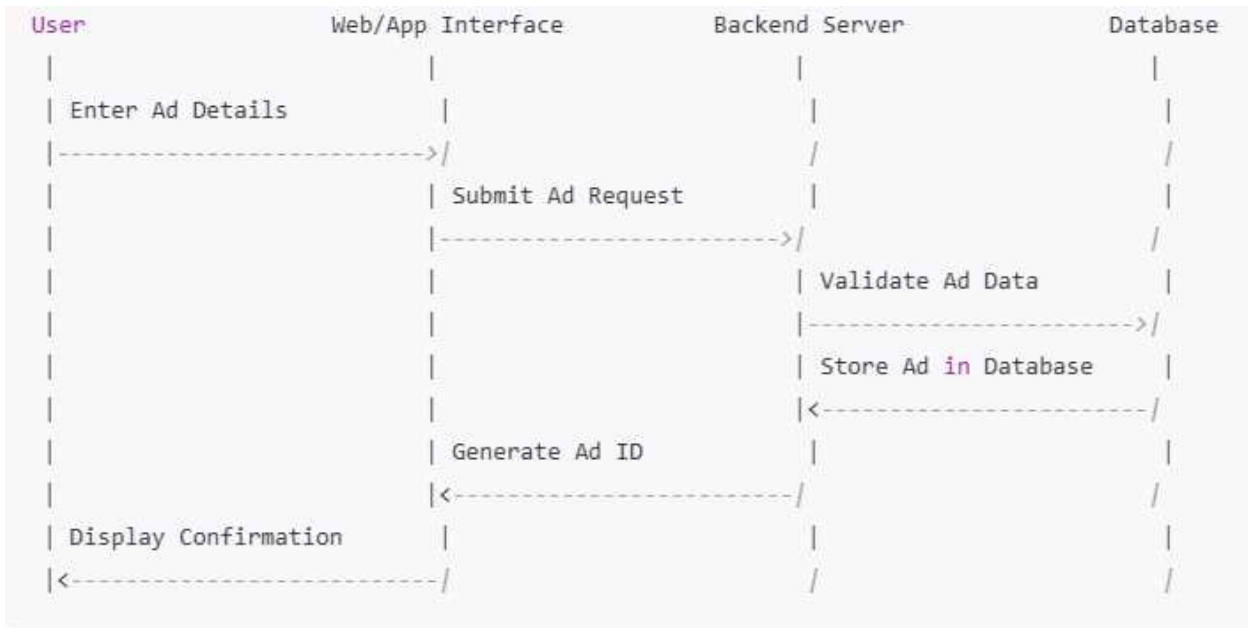 User Web/App Interface Backend Server Database
Enter Ad Details
Submit Ad Request
Validate Ad Data
Store Ad in Database
Generate Ad ID
Display Confirmation